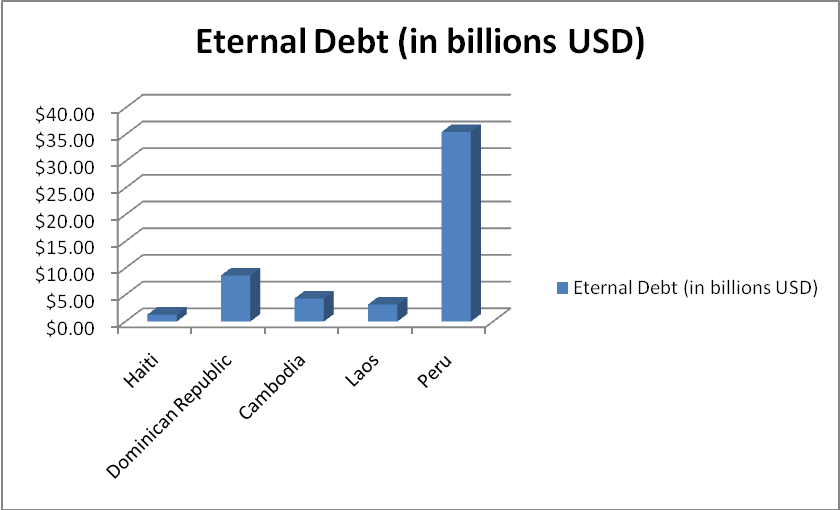 Eternal Debt (in billions USD)
$40.00
$35.00
$30.00
$25.00
$20.00
$15.00
$10.00
$5.00
$0.00
Haiti
Dominican Republic
Cambodia
Laos
Peru
Eternal Debt (in billions USD)